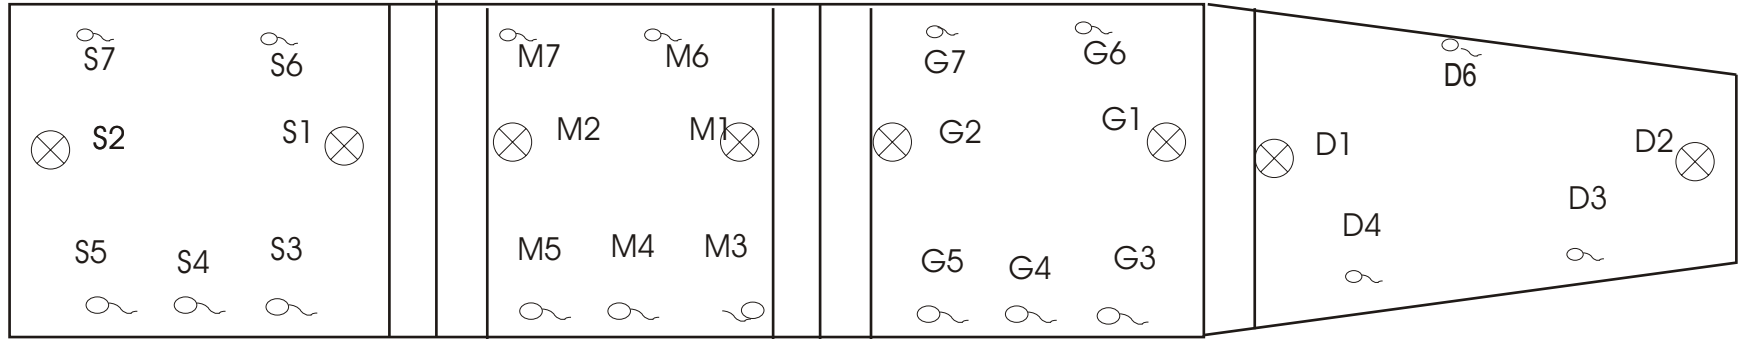 S7 S6 M7 M6 G7 G6 D6
S2 S1 M2 M1 G2 G1 D1 D2
S5 S4 S3 M5 M4 M3 G5 G4 G3 D4 D3